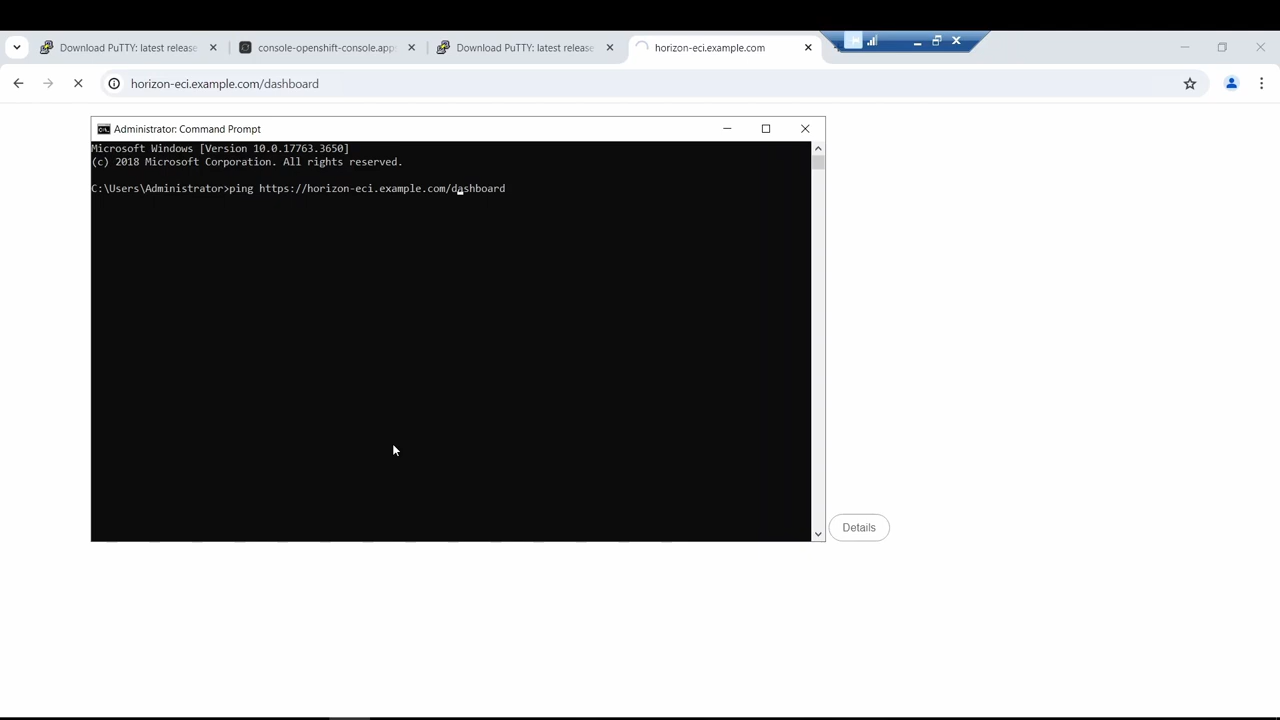 Download PuTTY: latest release
console-openshift-console.app
Download PuTTY: latest release
horizon-eci.example.com
horizon-eci.example.com/dashboard
Administrator: Command Prompt
Microsoft Windows [Version 10.0.17763.3650]
(c) 2018 Microsoft Corporation. All rights reserved.
C:\Users\Administrator>ping https://horizon-eci.example.com/dashboard
Details